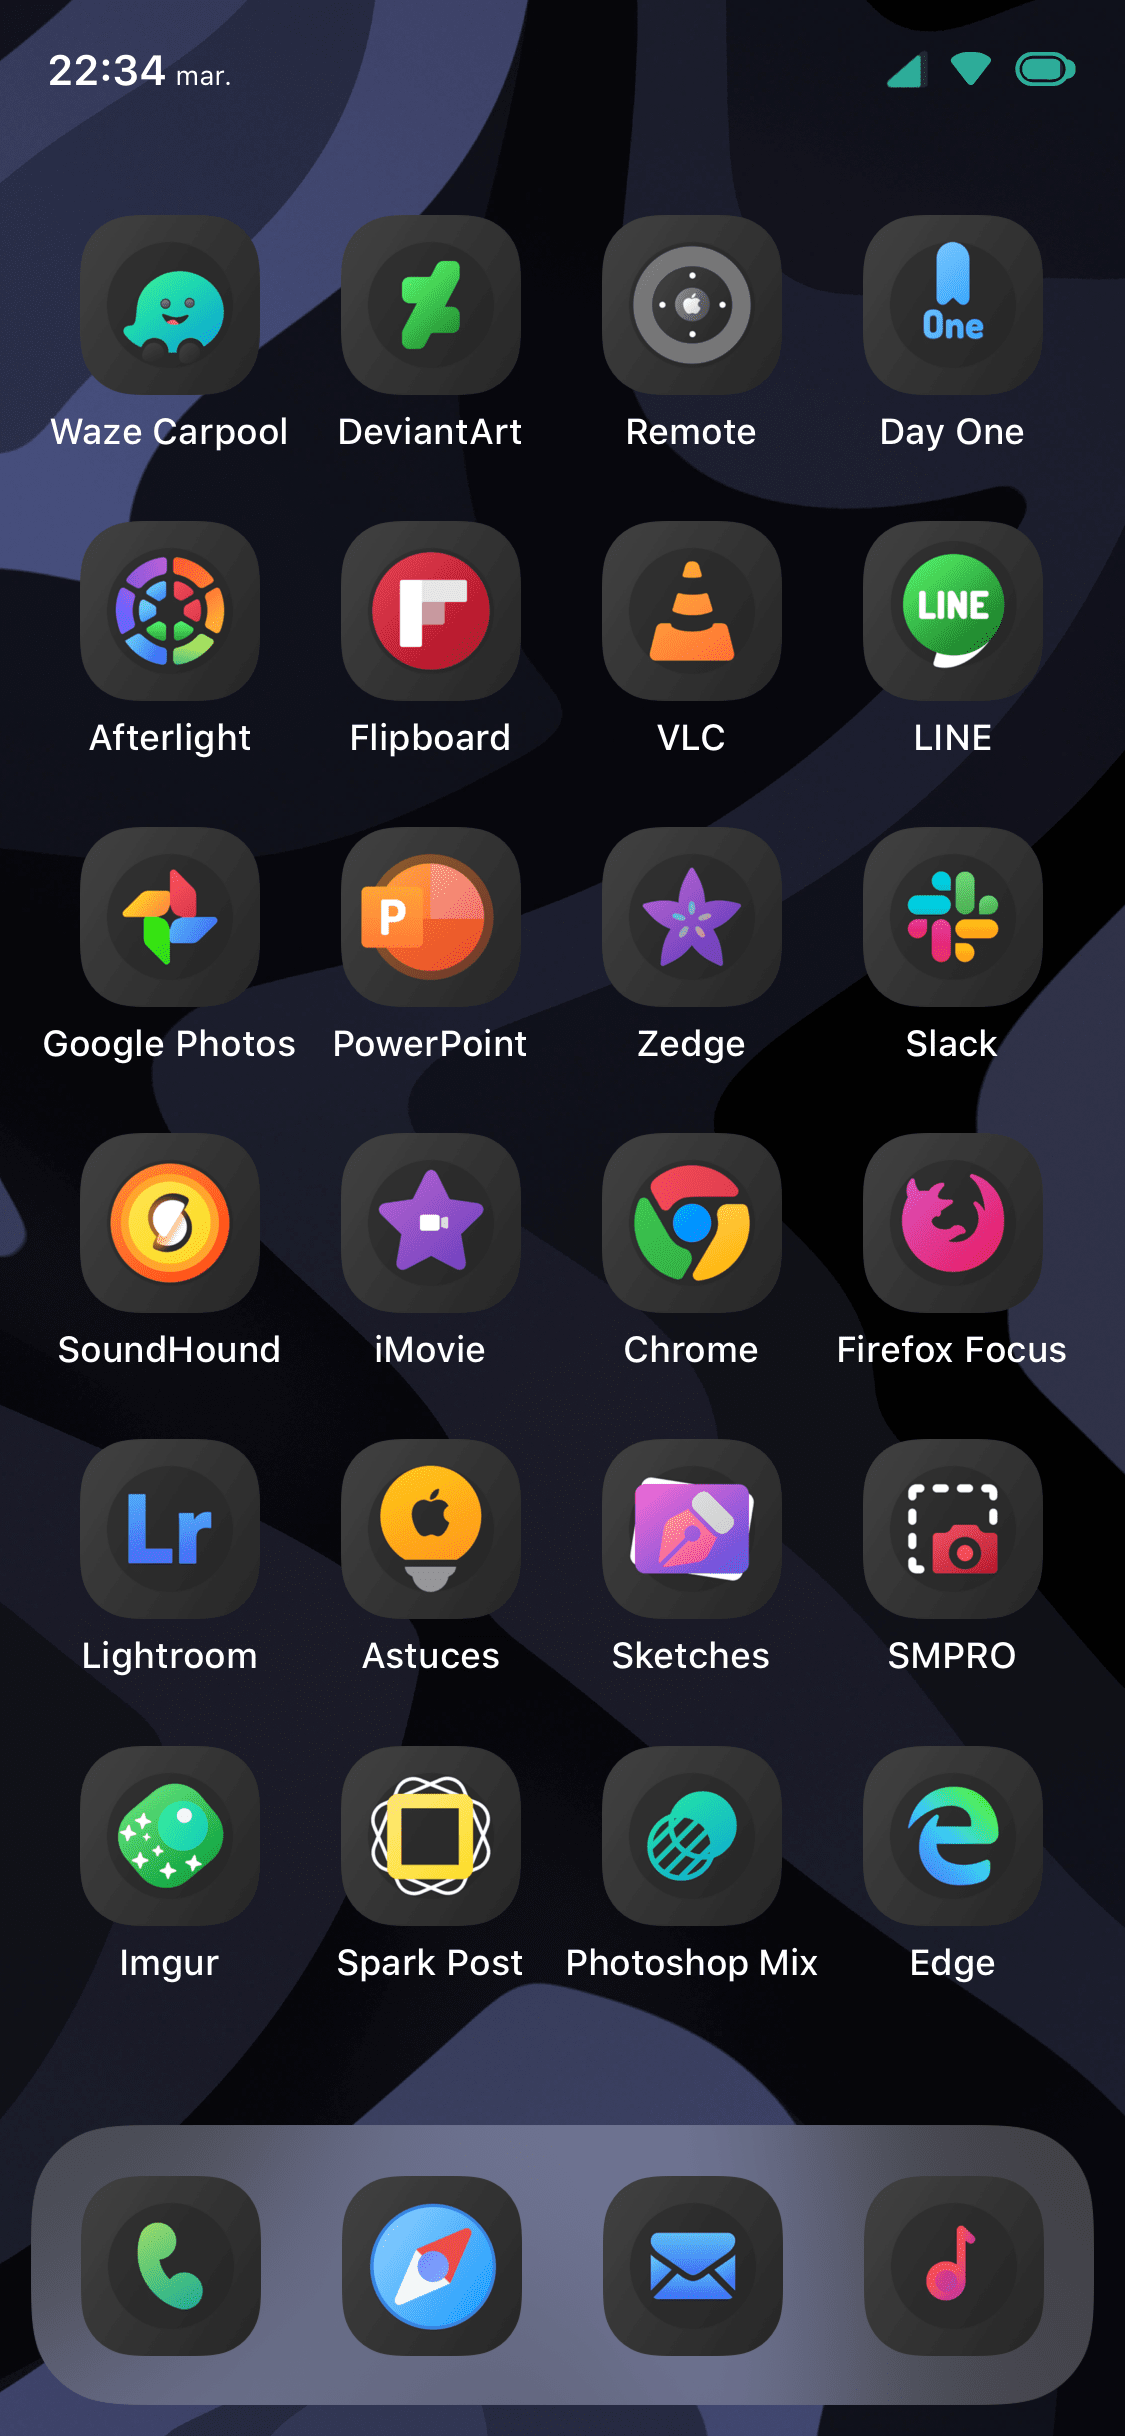 22:34 mar.
One
Waze Carpool DeviantArt Remote Day One
LINE
Afterlight Flipboard VLC LINE
P
Google Photos PowerPoint Zedge Slack
SoundHound iMovie Chrome Firefox Focus
Lr
Lightroom Astuces Sketches SMPRO
Imgur Spark Post Photoshop Mix Edge